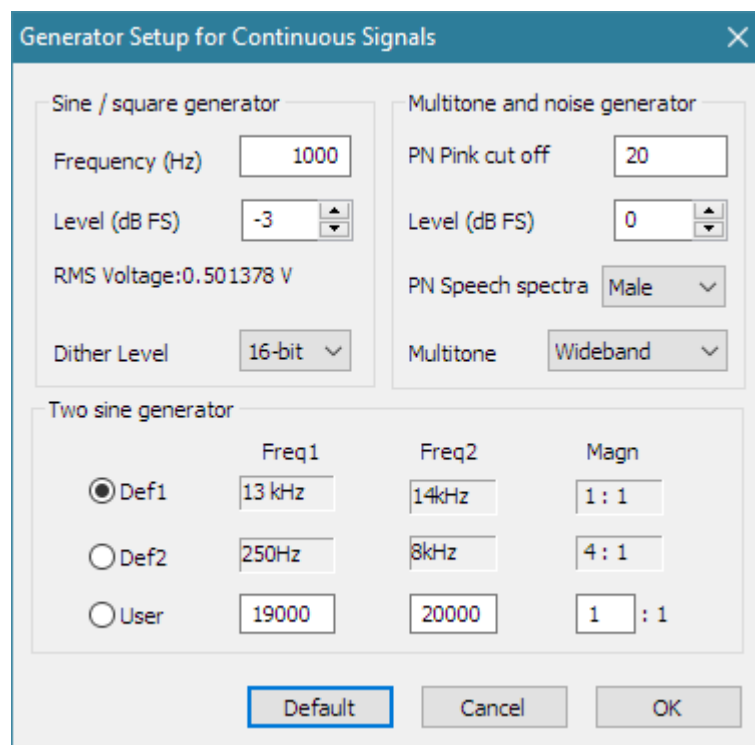 Generator Setup for Continuous Signals
Sine / square generator
Frequency (Hz) 1000
Level (dB FS) -3
RMS Voltage:0.501378 V
Dither Level 16-bit
Multitone and noise generator
PN Pink cut off 20
Level (dB FS) 0
PN Speech spectra Male
Multitone Wideband
Two sine generator
Freq1 Freq2 Magn
Def1 13 kHz 14kHz 1 : 1
Def2 250Hz 8kHz 4 : 1
User 19000 20000 1 : 1
Default Cancel OK